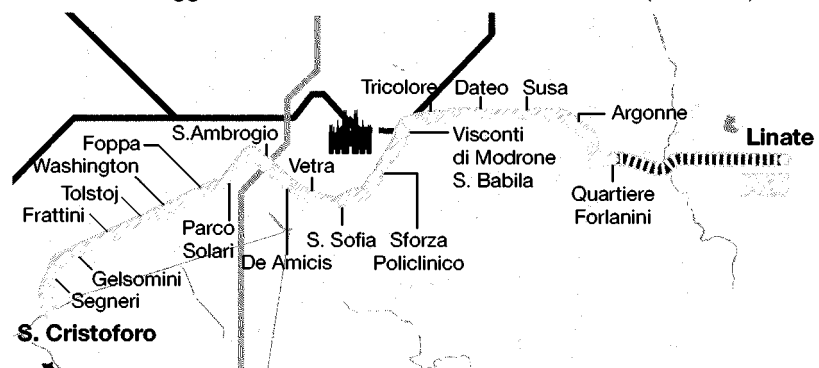 Tricolore
Dateo
Susa
Argonne
Linate
S.Ambrogio
Foppa
Washington
Vetra
Visconti
di Modrone
S. Babila
Tolstoj
Frattini
Quartiere
Forlanini
Parco
Solari
S. Sofia
Sforza
Policlinico
De Amicis
Gelsomini
Segneri
S. Cristoforo